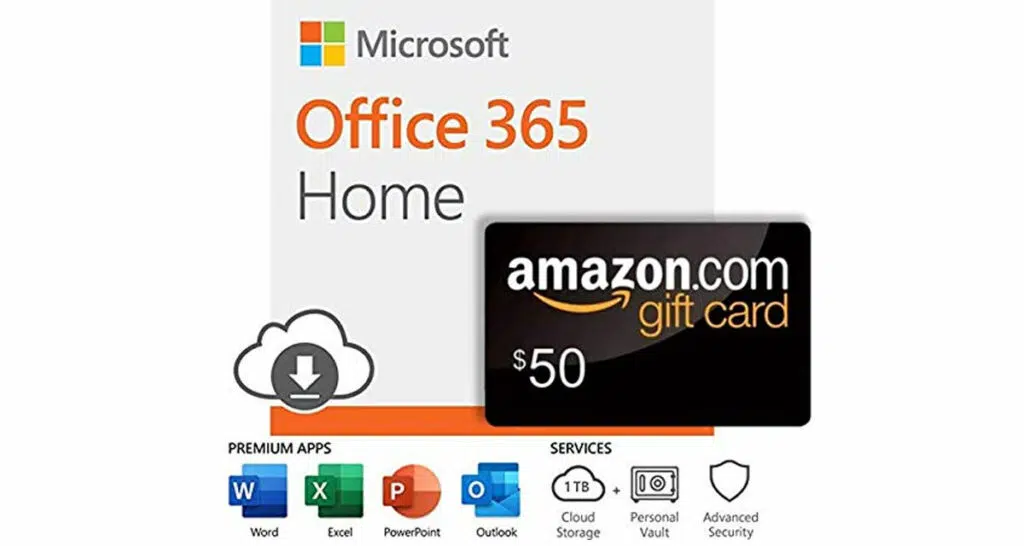 Microsoft
Office 365
Home
amazon.com
gift card
$50
PREMIUM APPS
W
Word
X
Excel
P
PowerPoint
O
Outlook
SERVICES
1 TB
+
Cloud
Storage
Personal
Vault
Advanced
Security